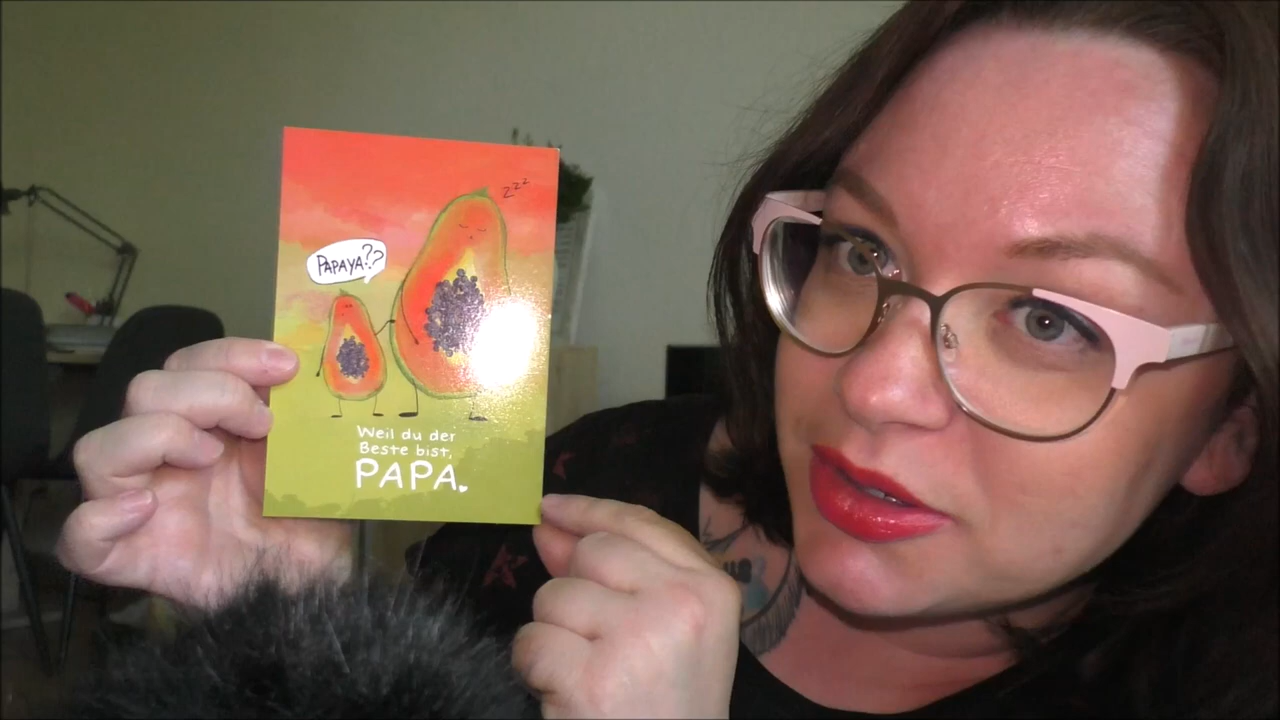 zzz
PAPAYA??
Weil du der
Beste bist,
PAPA.